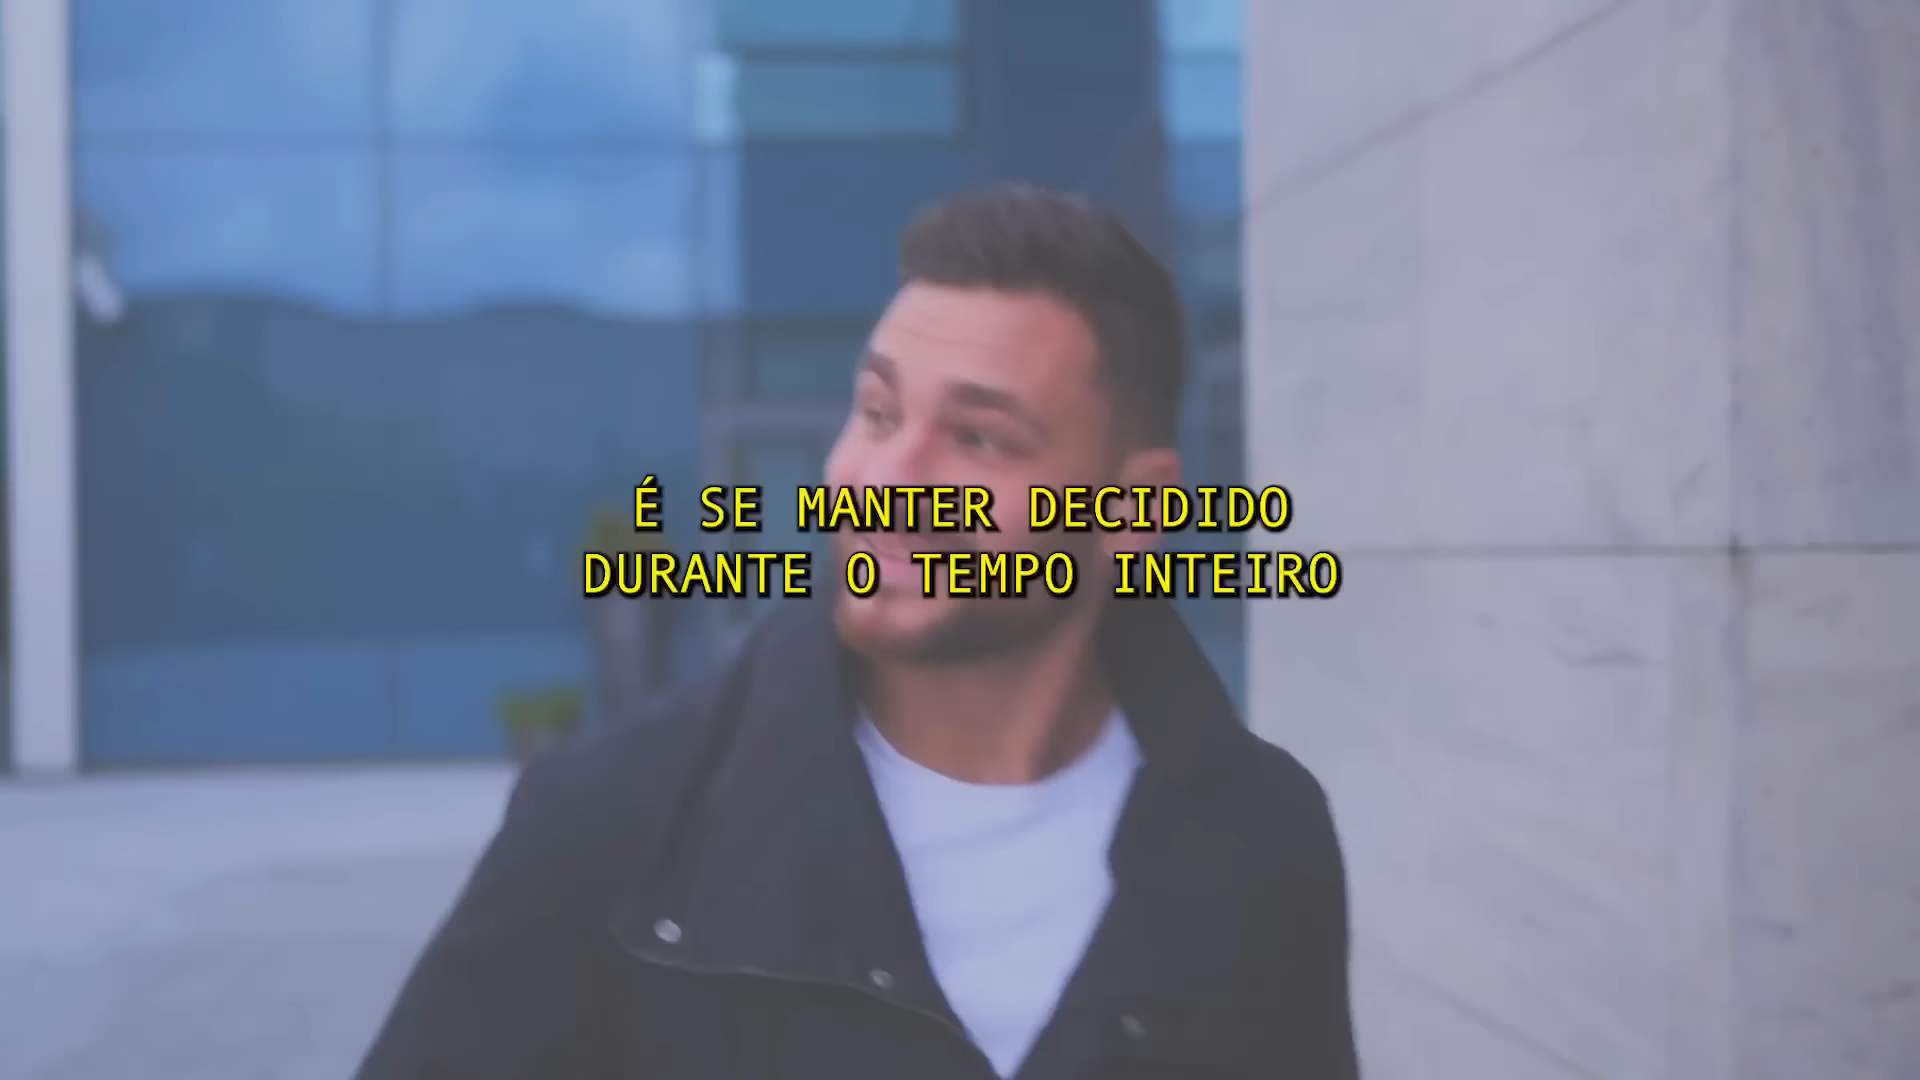 É SE MANTER DECIDIDO
DURANTE O TEMPO INTEIRO